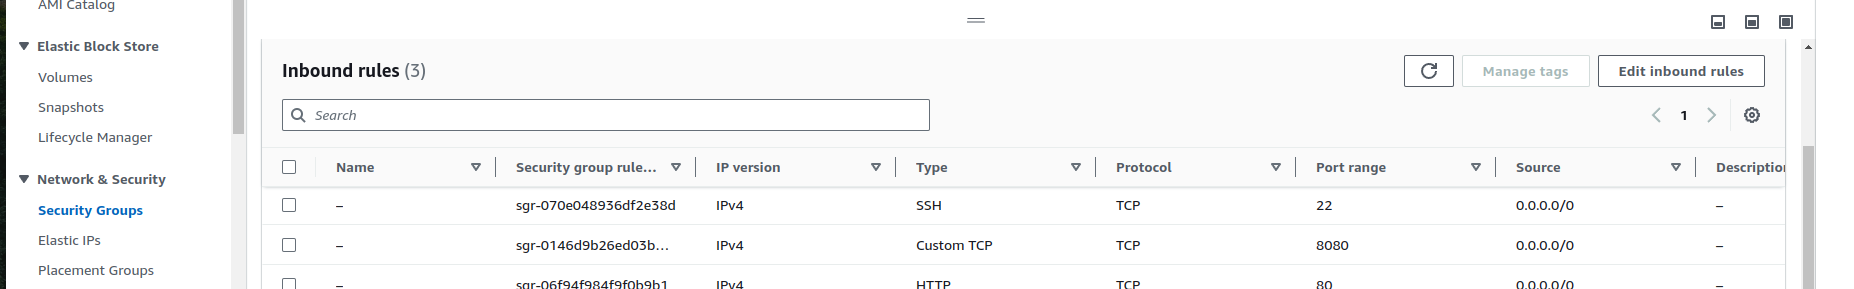 AMI Catalog
Elastic Block Store
Volumes
Snapshots
Lifecycle Manager
Network & Security
Security Groups
Elastic IPs
Placement Groups
Inbound rules (3)
Manage tags
Edit inbound rules
Search
1
Name Security group rule... IP version Type Protocol Port range Source Description
– sgr-070e048936df2e38d IPv4 SSH TCP 22 0.0.0.0/0 –
– sgr-0146d9b26ed03b... IPv4 Custom TCP TCP 8080 0.0.0.0/0 –
– sgr-06f94f984f9f0b9b1 IPv4 HTTP TCP 80 0.0.0.0/0 –